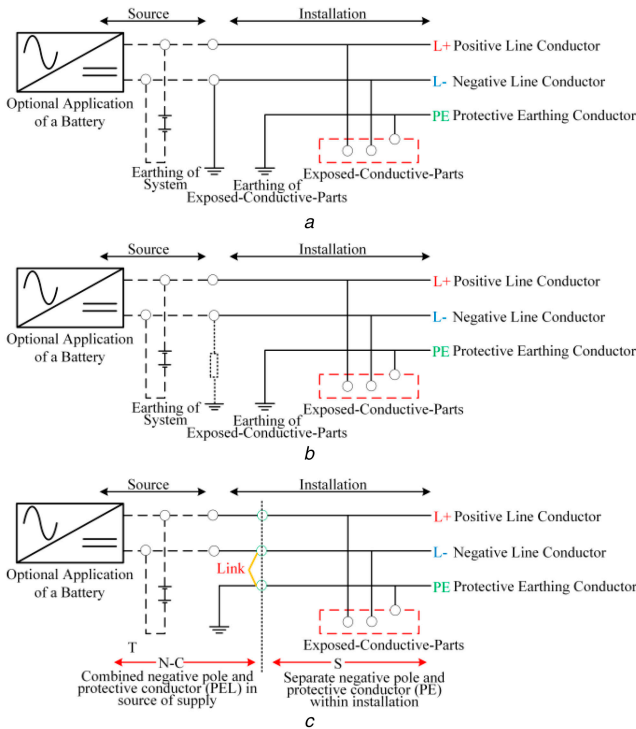 Source
Installation
L+ Positive Line Conductor
L- Negative Line Conductor
Optional Application
of a Battery
PE Protective Earthing Conductor
Earthing of
System
Earthing of
Exposed-Conductive-Parts
Exposed-Conductive-Parts
a
Source
Installation
L+ Positive Line Conductor
L- Negative Line Conductor
Optional Application
of a Battery
PE Protective Earthing Conductor
Earthing of
System
Earthing of
Exposed-Conductive-Parts
Exposed-Conductive-Parts
b
Source
Installation
L+ Positive Line Conductor
L- Negative Line Conductor
Link
Optional Application
of a Battery
PE Protective Earthing Conductor
Exposed-Conductive-Parts
T
N-C
S
Combined negative pole and
protective conductor (PEL) in
source of supply
Separate negative pole and
protective conductor (PE)
within installation
c